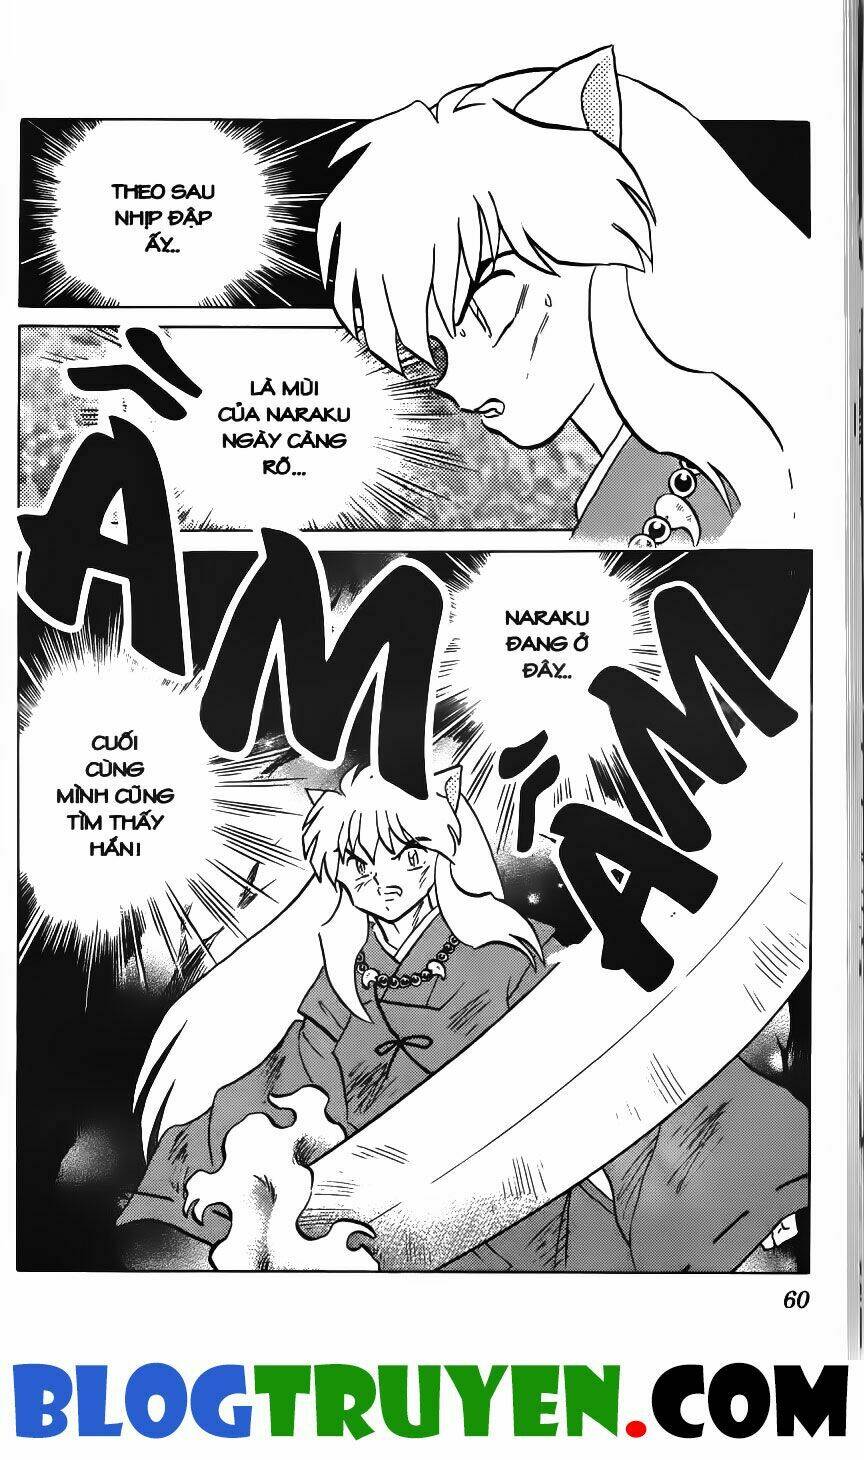 THEO SAU
NHỊP ĐẬP
ẤY...
LÀ MÙI
CỦA NARAKU
NGÀY CÀNG
RÕ...
ẦM
NARAKU
ĐANG Ở
ĐÂY...
ẦM
CUỐI
CÙNG
MÌNH CŨNG
TÌM THẤY
HẮN!
60
BLOGTRUYEN.COM